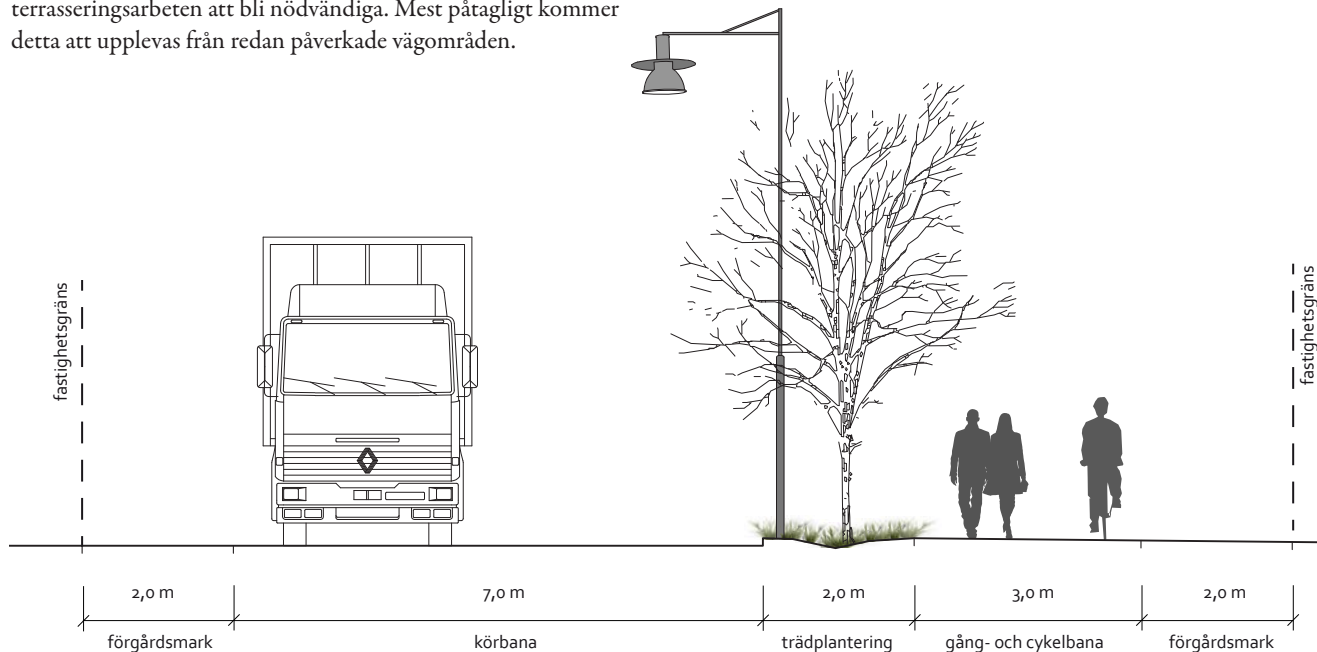 terrasseringsarbeten att bli nödvändiga. Mest påtagligt kommer
detta att upplevas från redan påverkade vägområden.
fastighetsgräns
fastighetsgräns
2,0 m
7,0 m
2,0 m
3,0 m
2,0 m
förgårdsmark
körbana
trädplantering
gång- och cykelbana
förgårdsmark